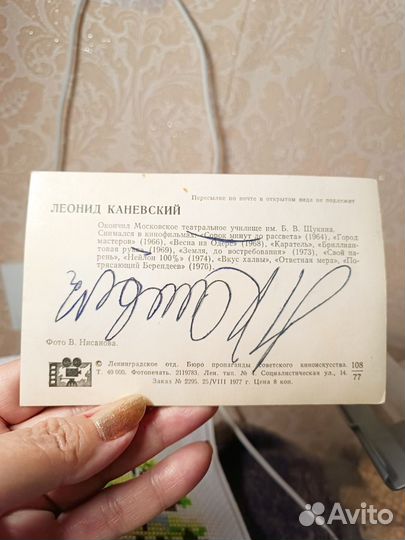 Пересылке по почте в открытом виде не подлежит
ЛЕОНИД КАНЕВСКИЙ
Окончил Московское театральное училище им. Б. В. Щукина.
Снимался в кинофильмах: «Сорок минут до рассвета» (1964), «Город
мастеров» (1966), «Весна на Одере» (1968), «Каратель», «Бриллиан-
товая рука» (1969), «Земля, до востребования» (1973), «Свой па-
рень», «Нейлон 100%» (1974), «Вкус халвы», «Ответная мера», «По-
трясающий Берендеев» (1976).
Фото В. Нисанова.
© Ленинградское отд. Бюро пропаганды советского киноискусства. 108/77
Т. 49 000. Фотопечать. 2119783. Лен. тип. № 1. Социалистическая ул., 14.
Заказ № 2295. 25/VIII 1977 г. Цена 8 коп.
Avito